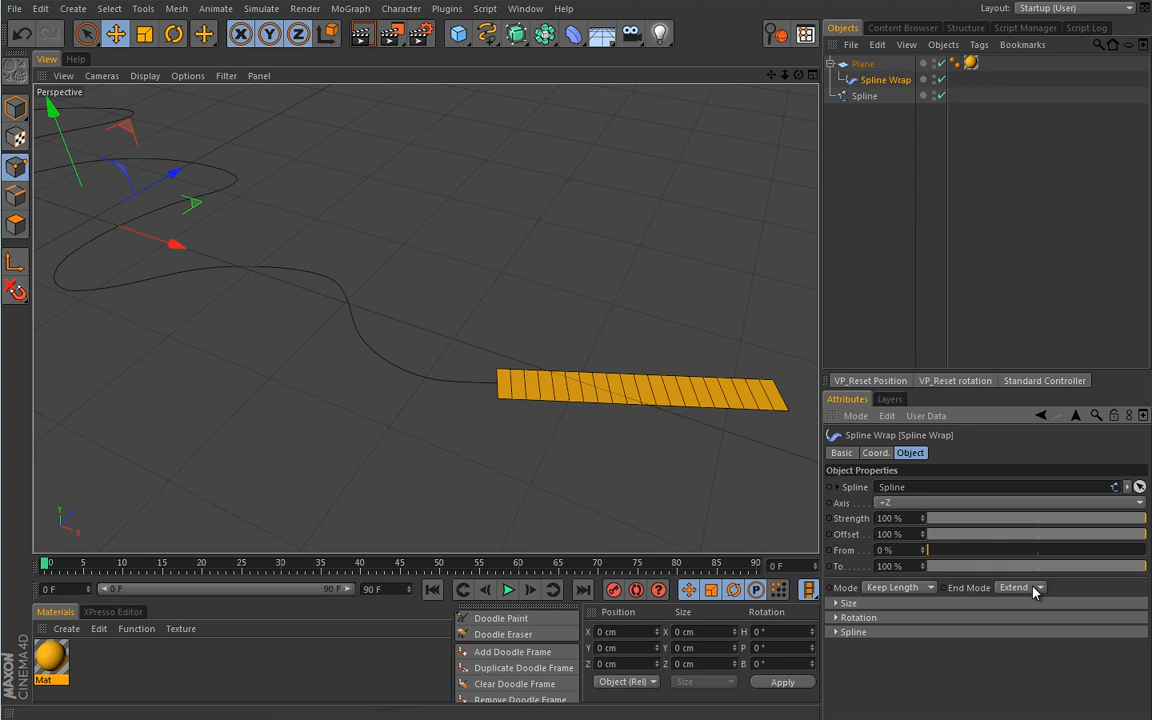 File Edit Create Select Tools Mesh Animate Simulate Render MoGraph Character Plugins Script Window Help Layout: Startup (User)
X Y Z
Objects Content Browser Structure Script Manager Script Log
View Help
File Edit View Objects Tags Bookmarks
View Cameras Display Options Filter Panel
Plane
Spline Wrap
Spline
Perspective
Y Z X
VP_Reset Position VP_Reset rotation Standard Controller
Attributes Layers
Mode Edit User Data
Spline Wrap [Spline Wrap]
Basic Coord. Object
Object Properties
Spline Spline
Axis . . . . +Z
Strength 100 %
Offset . . 100 %
From . . . 0 %
To. . . . . . 100 %
Mode Keep Length End Mode Extend
Size
Rotation
Spline
0 5 10 15 20 25 30 35 40 45 50 55 60 65 70 75 80 85 90 0 F
0 F 0 F 90 F 90 F
Materials XPresso Editor
Create Edit Function Texture
Mat
Doodle Paint
Doodle Eraser
Add Doodle Frame
Duplicate Doodle Frame
Clear Doodle Frame
Remove Doodle Frame
Position Size Rotation
X 0 cm X 0 cm H 0 °
Y 0 cm Y 0 cm P 0 °
Z 0 cm Z 0 cm B 0 °
Object (Rel) Size Apply
MAXON
CINEMA 4D